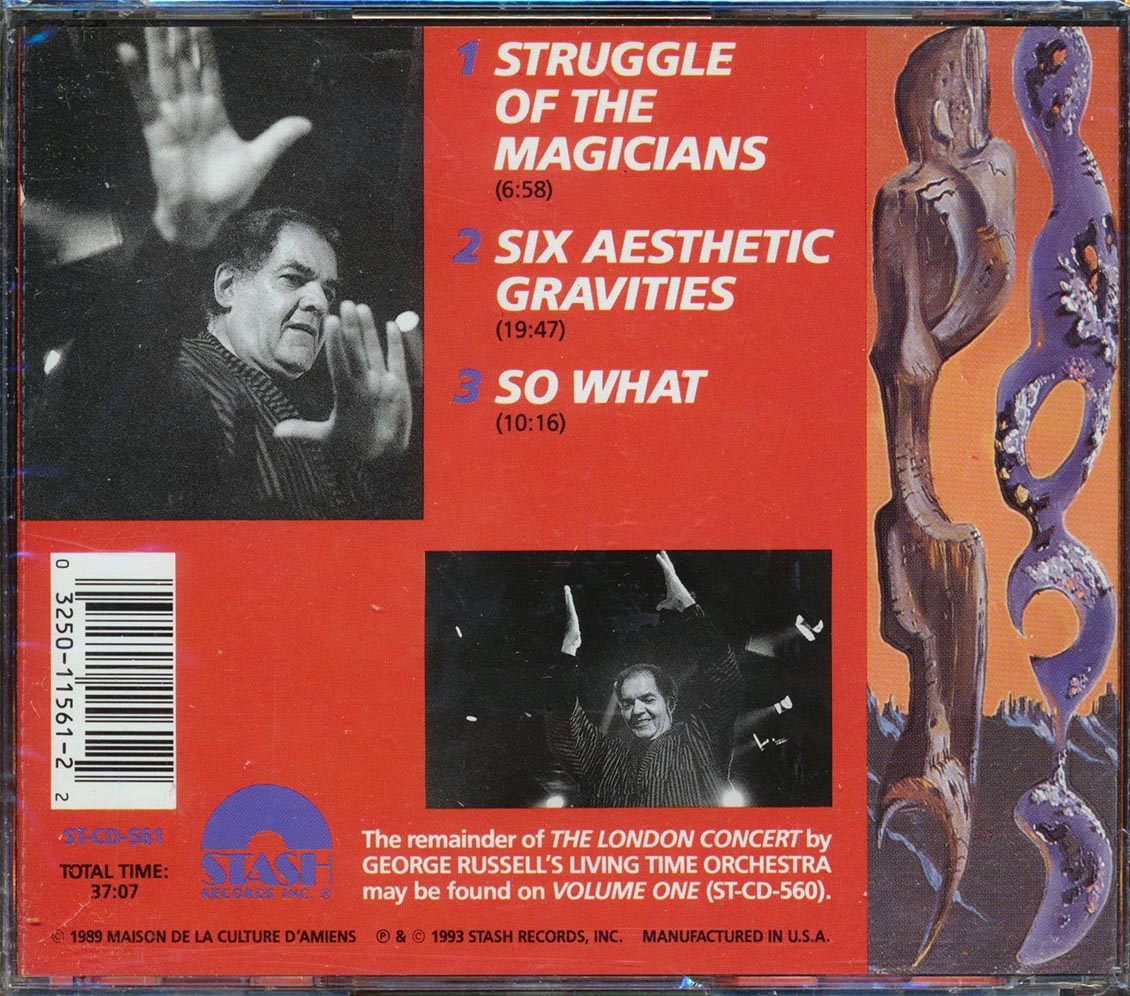 1 STRUGGLE
OF THE
MAGICIANS
(6:58)
2 SIX AESTHETIC
GRAVITIES
(19:47)
3 SO WHAT
(10:16)
0 3250-11561-2 2
ST-CD-561
TOTAL TIME:
37:07
STASH
RECORDS INC. ®
The remainder of THE LONDON CONCERT by
GEORGE RUSSELL'S LIVING TIME ORCHESTRA
may be found on VOLUME ONE (ST-CD-560).
© 1989 MAISON DE LA CULTURE D'AMIENS ℗ & © 1993 STASH RECORDS, INC. MANUFACTURED IN U.S.A.